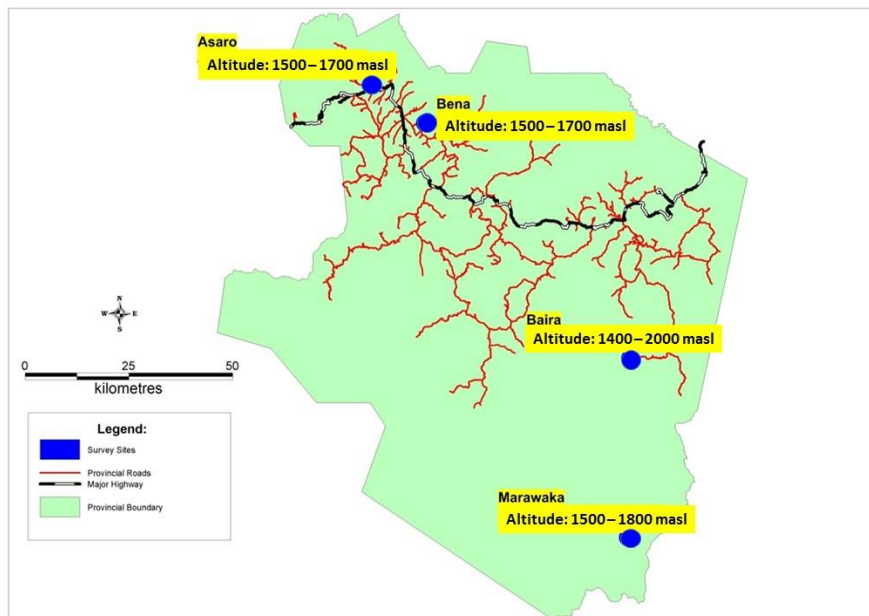 Asaro
Altitude: 1500–1700 masl
Bena
Altitude: 1500–1700 masl
Baira
Altitude: 1400–2000 masl
N
W E
S
0 25 50
kilometres
Legend:
Survey Sites
Provincial Roads
Major Highway
Provincial Boundary
Marawaka
Altitude: 1500–1800 masl